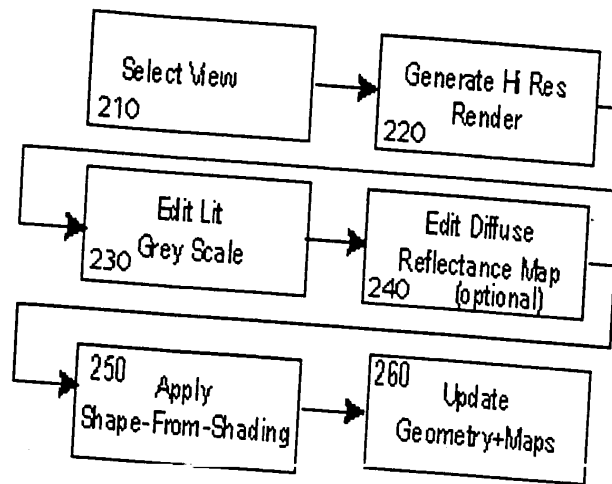 Select View
210
Generate Hi Res
Render
220
Edit Lit
Grey Scale
230
Edit Diffuse
Reflectance Map
(optional)
240
250
Apply
Shape-From-Shading
260
Update
Geometry+Maps